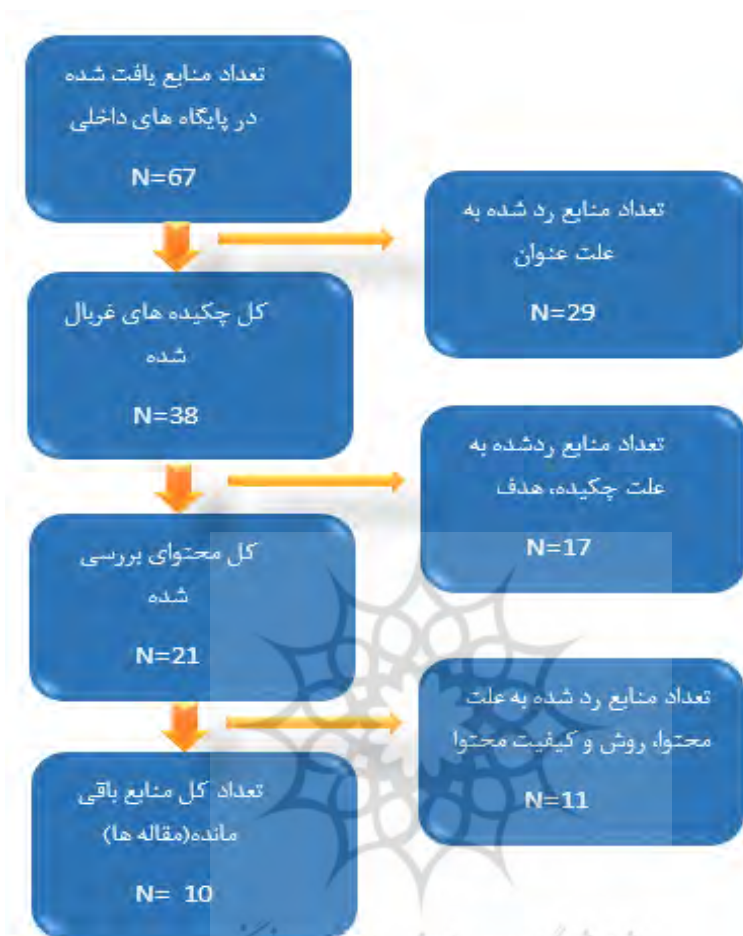 تعداد منابع یافت شده
در پایگاه های داخلی
N=67
تعداد منابع رد شده به
علت عنوان
N=29
کل چکیده های غربال
شده
N=38
تعداد منابع ردشده به
علت چکیده، هدف
N=17
کل محتوای بررسی
شده
N=21
تعداد منابع رد شده به علت
محتوا، روش و کیفیت محتوا
N=11
تعداد کل منابع باقی
مانده(مقاله ها)
N= 10